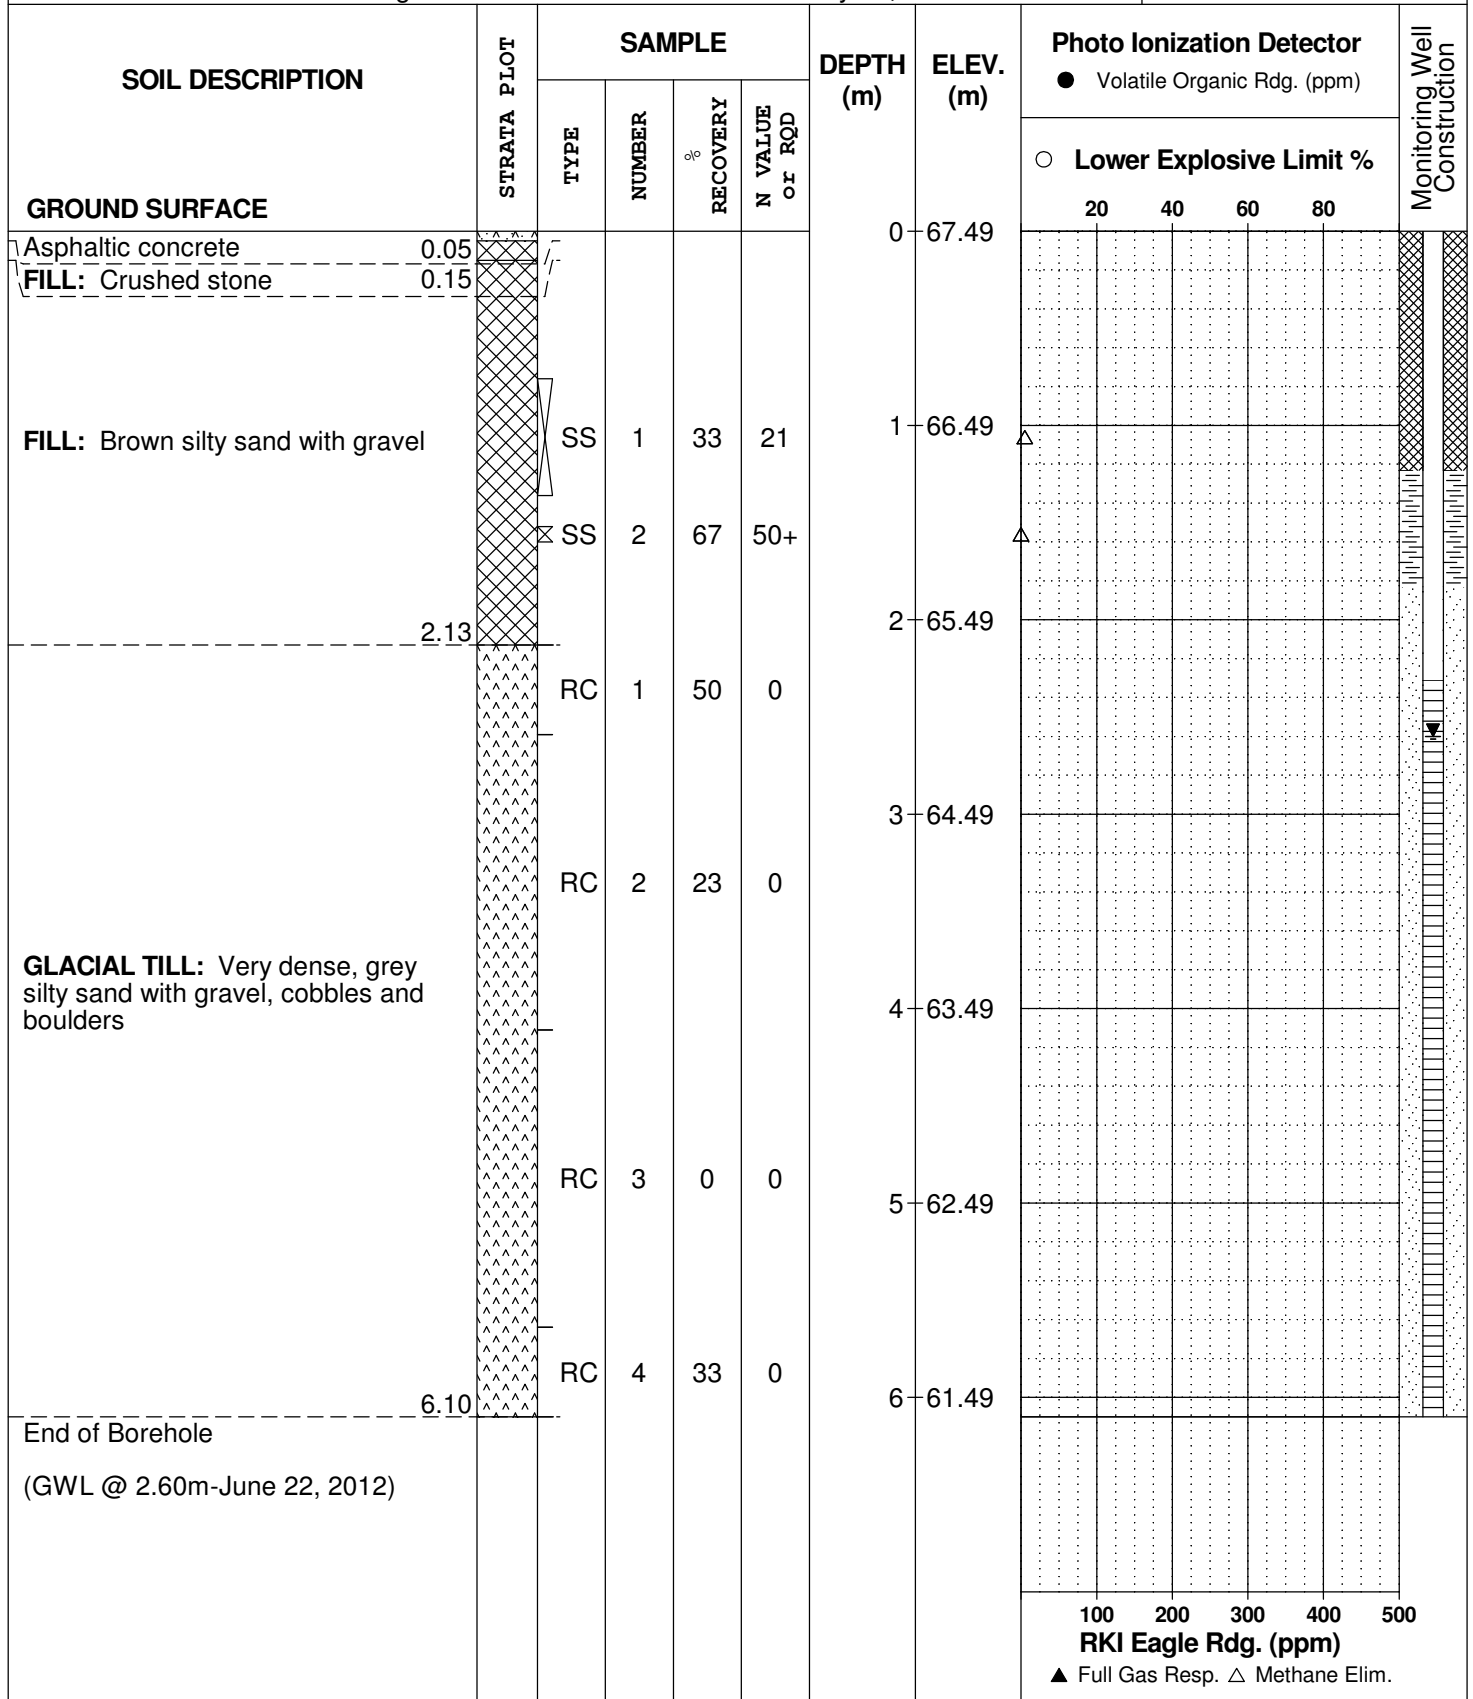 SOIL DESCRIPTION
GROUND SURFACE
STRATA PLOT
SAMPLE
TYPE
NUMBER
% RECOVERY
N VALUE or RQD
DEPTH (m)
ELEV. (m)
Photo Ionization Detector
● Volatile Organic Rdg. (ppm)
○ Lower Explosive Limit %
20 40 60 80
Monitoring Well Construction
0 67.49
Asphaltic concrete 0.05
FILL: Crushed stone 0.15
1 66.49
FILL: Brown silty sand with gravel
SS 1 33 21
SS 2 67 50+
2 65.49
2.13
RC 1 50 0
3 64.49
RC 2 23 0
GLACIAL TILL: Very dense, grey
silty sand with gravel, cobbles and
boulders
4 63.49
RC 3 0 0
5 62.49
RC 4 33 0
6 61.49
6.10
End of Borehole
(GWL @ 2.60m-June 22, 2012)
100 200 300 400 500
RKI Eagle Rdg. (ppm)
▲ Full Gas Resp. △ Methane Elim.